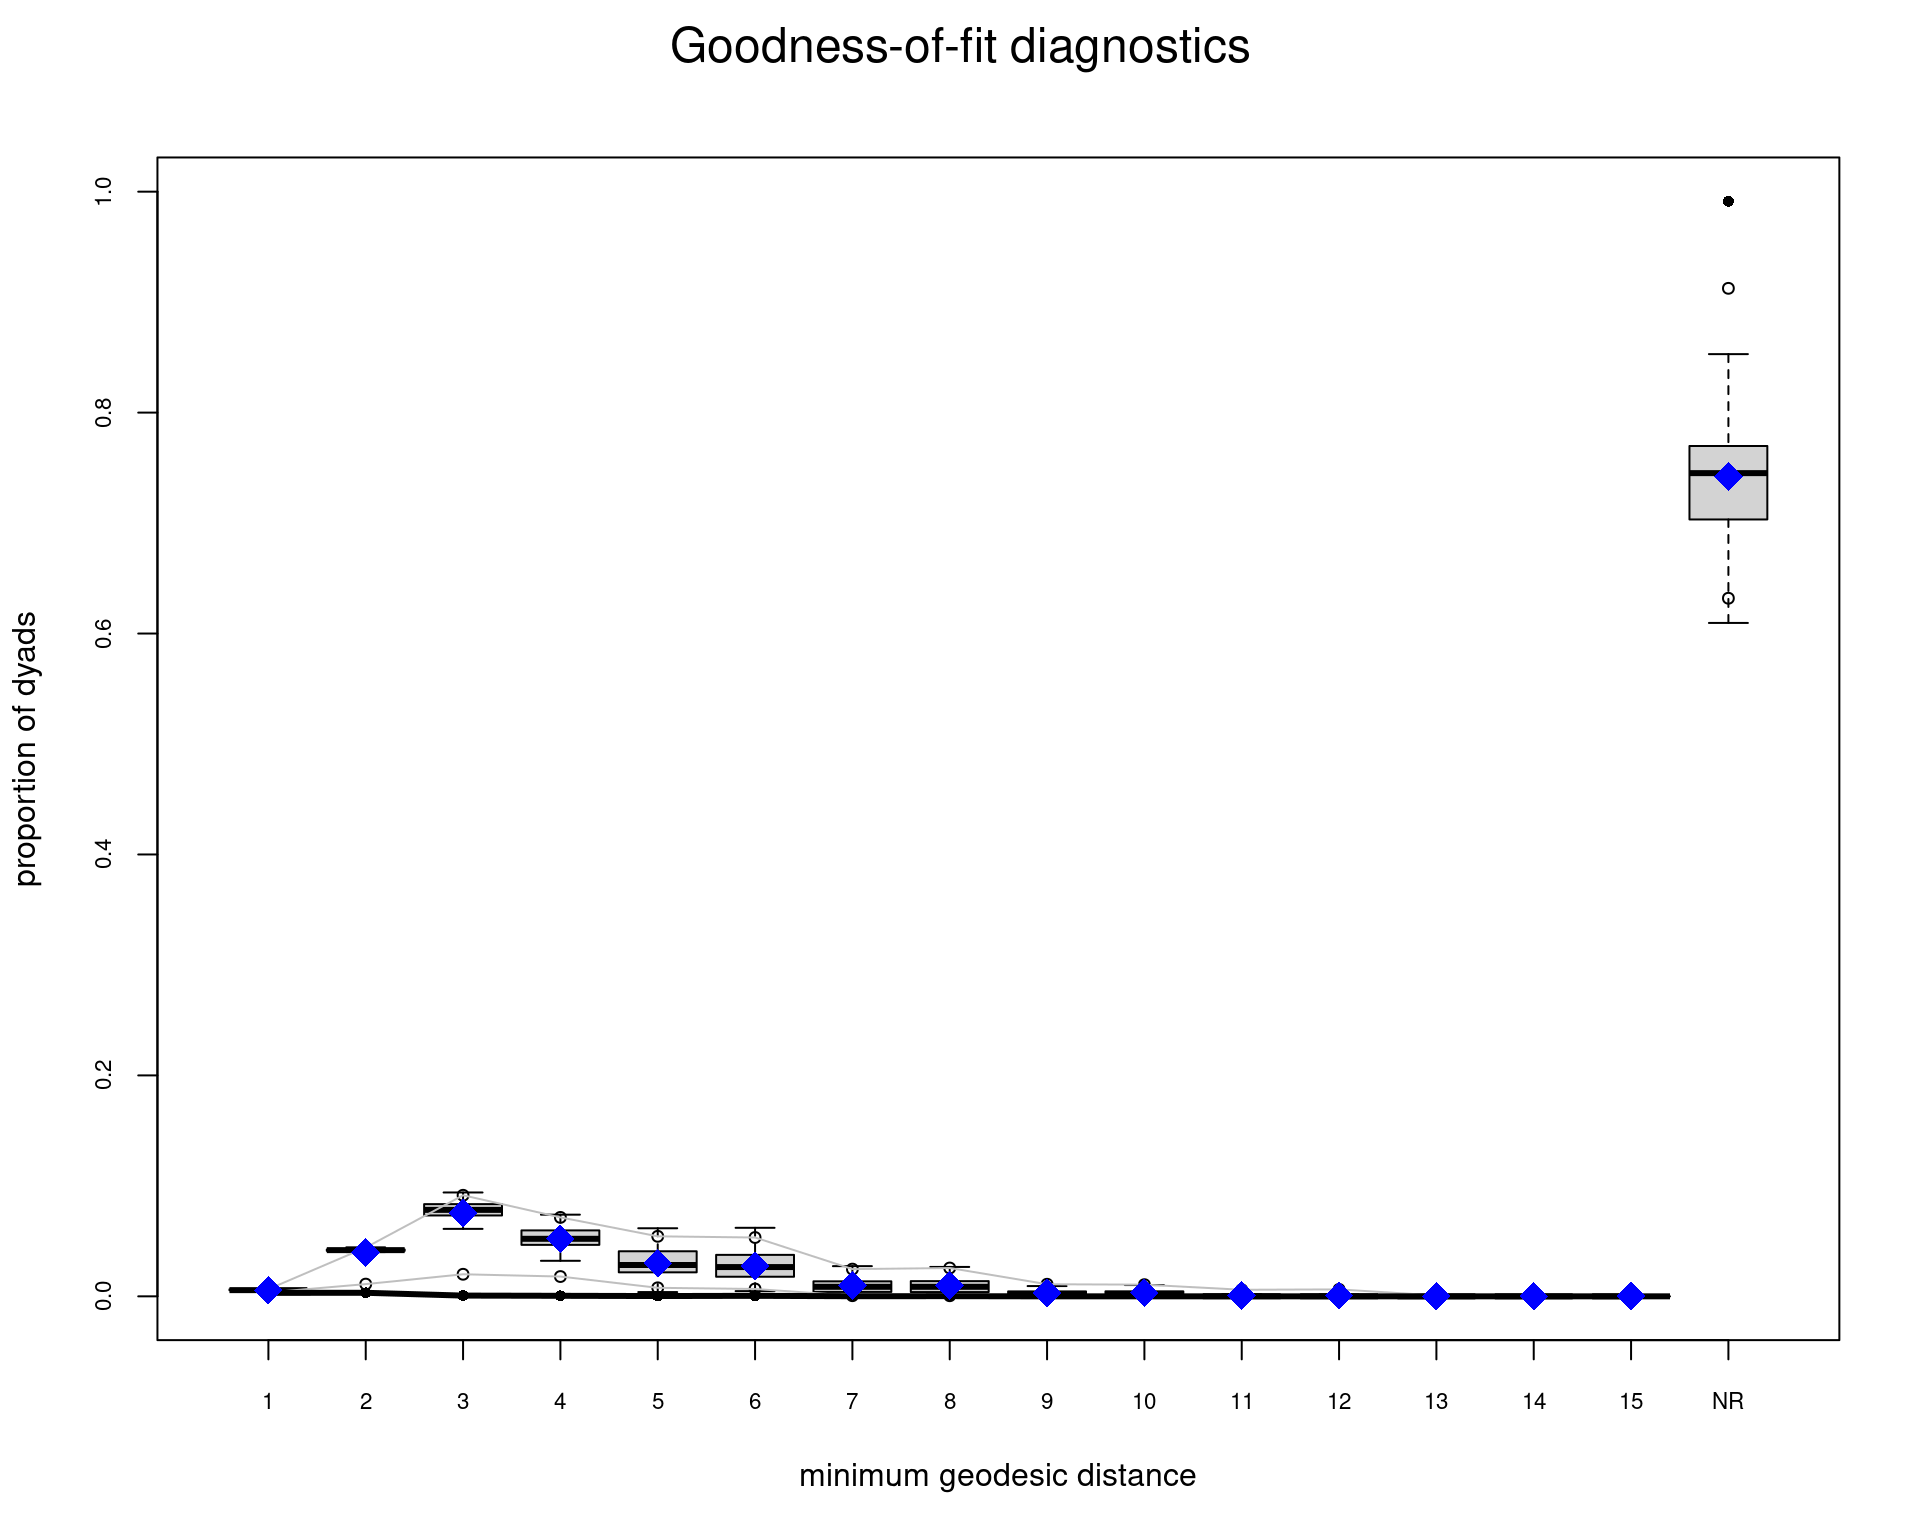 Goodness-of-fit diagnostics
1.0
0.8
0.6
0.4
0.2
0.0
proportion of dyads
1 2 3 4 5 6 7 8 9 10 11 12 13 14 15 NR
minimum geodesic distance